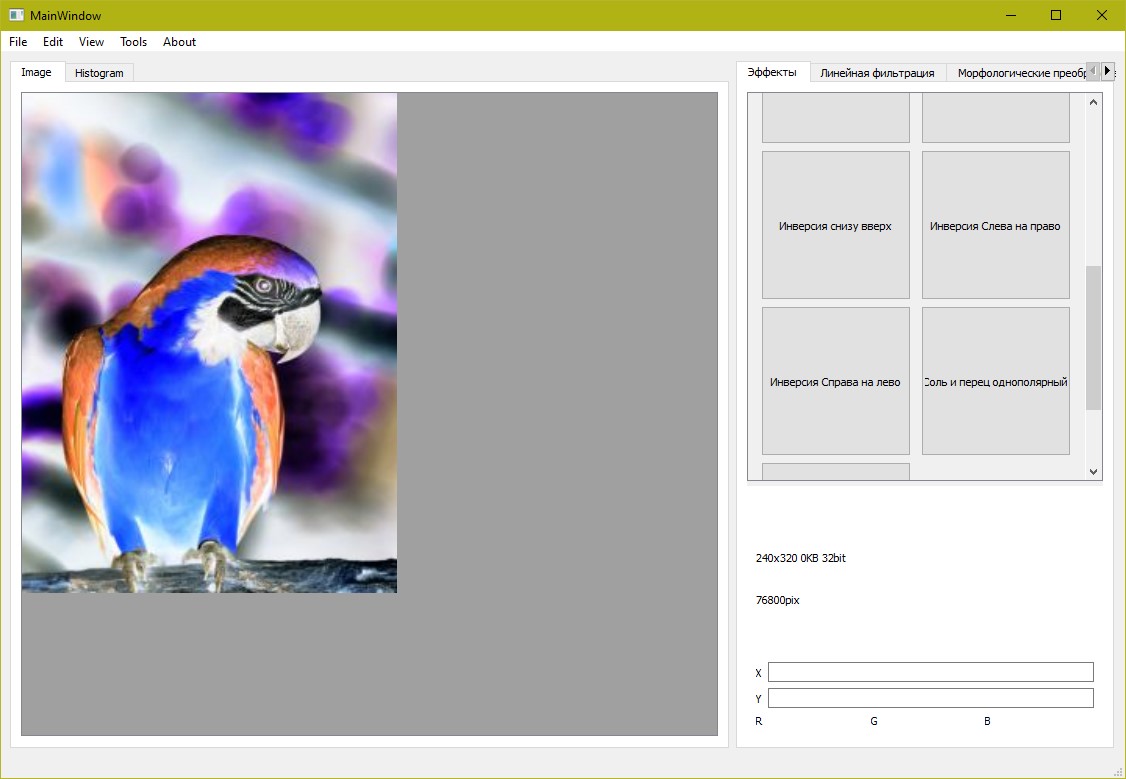 MainWindow
File Edit View Tools About
Image Histogram
Эффекты Линейная фильтрация Морфологические
Инверсия снизу вверх Инверсия Слева на право
Инверсия Справа на лево Соль и перец однополярный
240x320 0KB 32bit
76800pix
X
Y
R G B